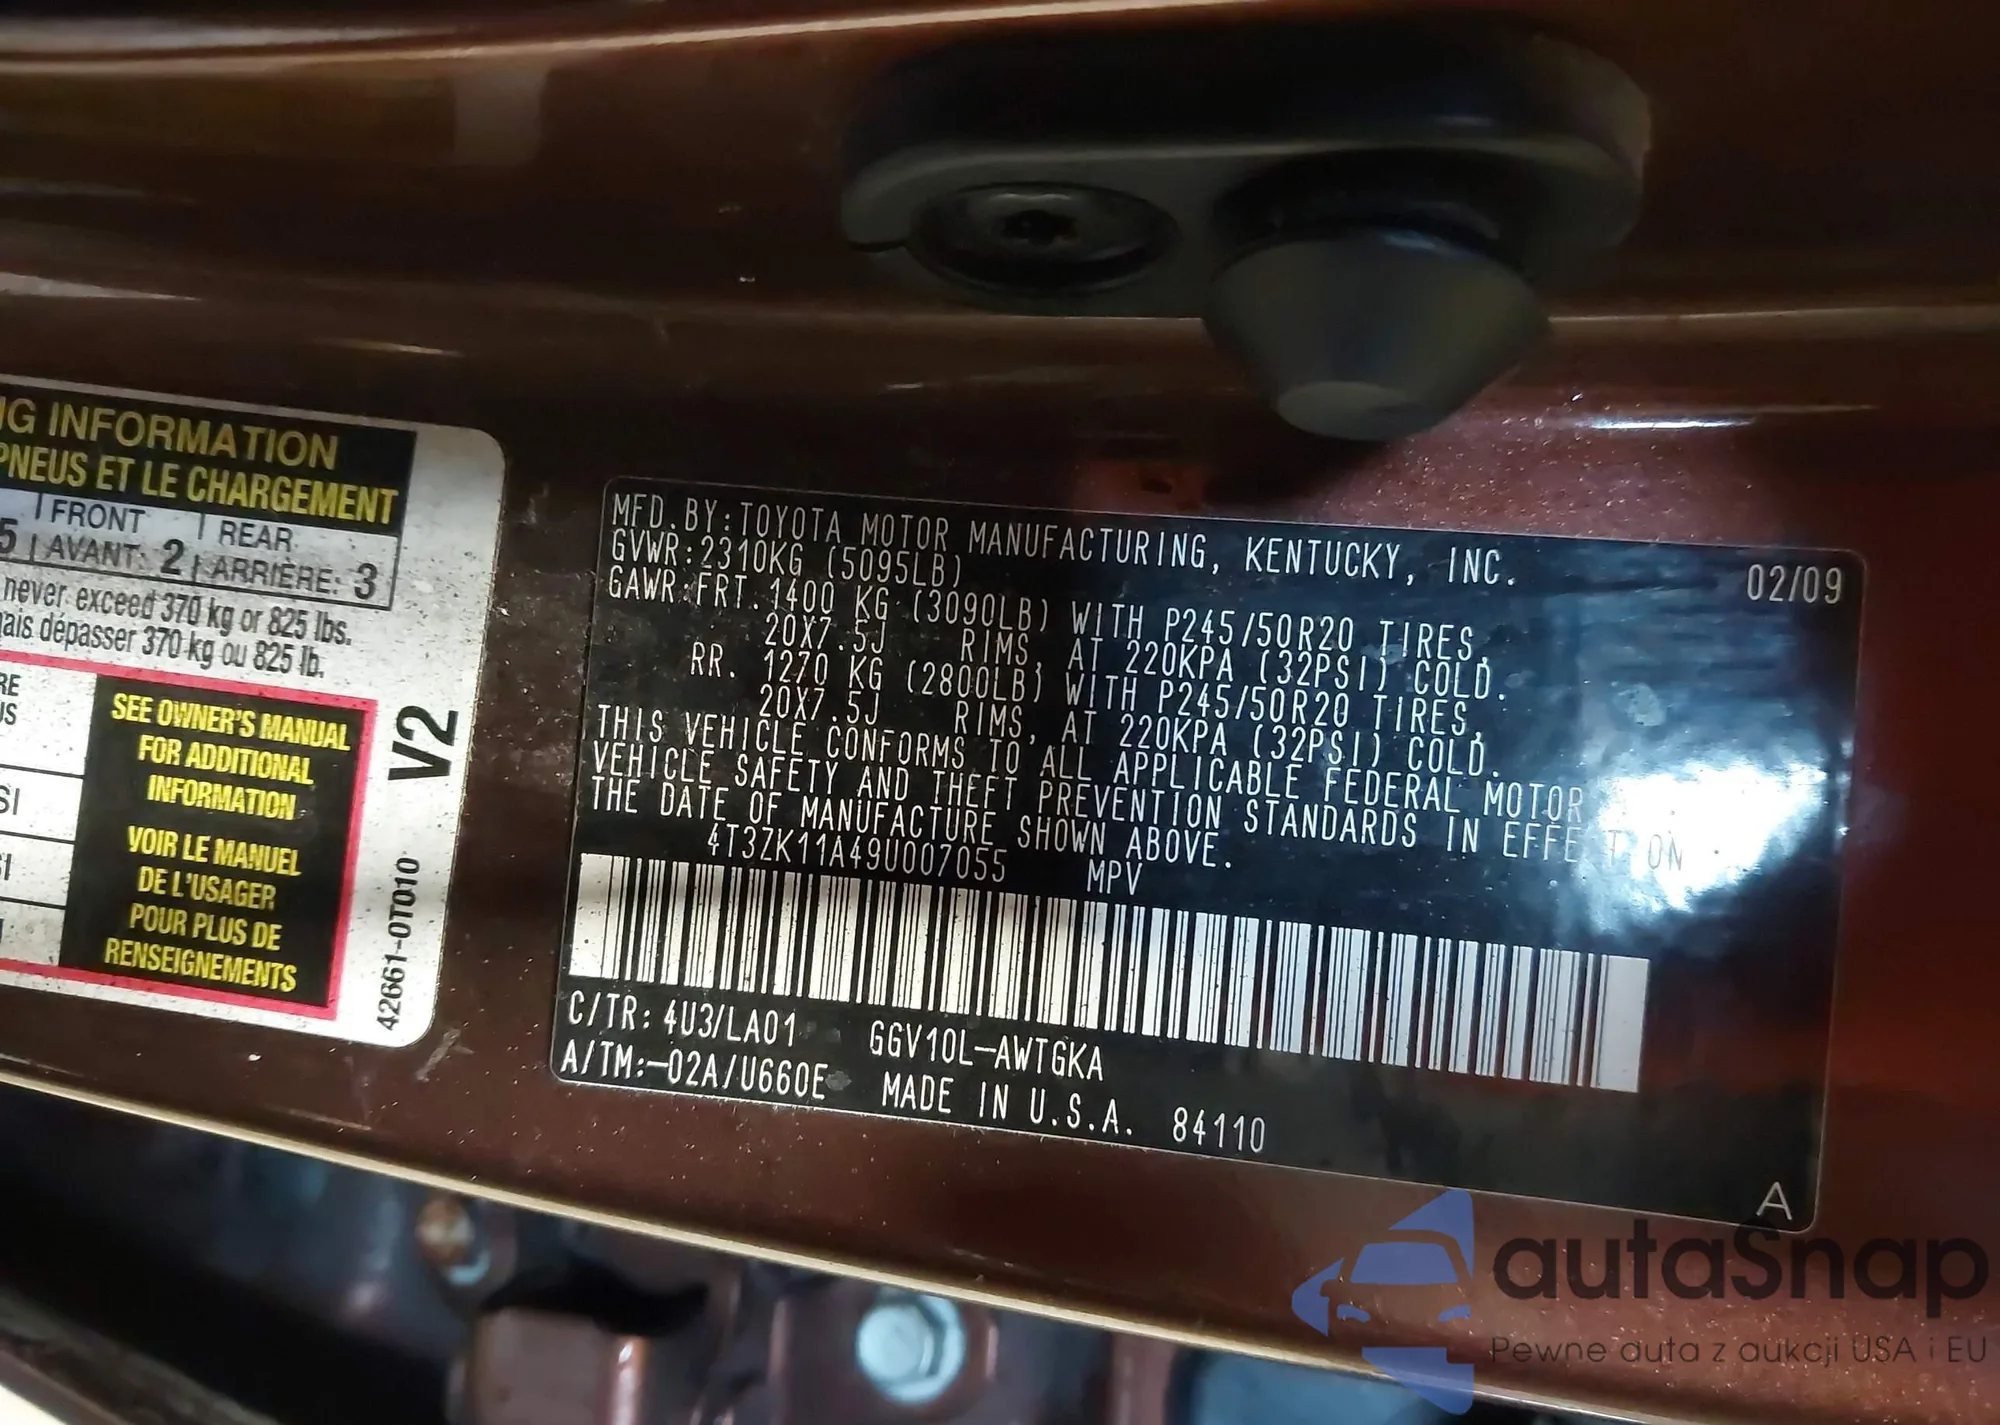 NG INFORMATION
PNEUS ET LE CHARGEMENT
5 FRONT REAR
AVANT: 2 ARRIÈRE: 3
never exceed 370 kg or 825 lbs.
mais dépasser 370 kg ou 825 lb.
SEE OWNER'S MANUAL
FOR ADDITIONAL
INFORMATION
VOIR LE MANUEL
DE L'USAGER
POUR PLUS DE
RENSEIGNEMENTS
V2
42661-0T010
MFD.BY:TOYOTA MOTOR MANUFACTURING, KENTUCKY, INC.
02/09
GVWR:2310KG (5095LB)
GAWR:FRT.1400 KG (3090LB) WITH P245/50R20 TIRES,
20X7.5J RIMS, AT 220KPA (32PSI) COLD.
RR. 1270 KG (2800LB) WITH P245/50R20 TIRES,
20X7.5J RIMS, AT 220KPA (32PSI) COLD.
THIS VEHICLE CONFORMS TO ALL APPLICABLE FEDERAL MOTOR
VEHICLE SAFETY AND THEFT PREVENTION STANDARDS IN EFFECT ON
THE DATE OF MANUFACTURE SHOWN ABOVE.
4T3ZK11A49U007055 MPV
C/TR: 4U3/LA01 GGV10L-AWTGKA
A/TM:-02A/U660E MADE IN U.S.A. 84110
A
autaSnap
Pewne auta z aukcji USA i EU